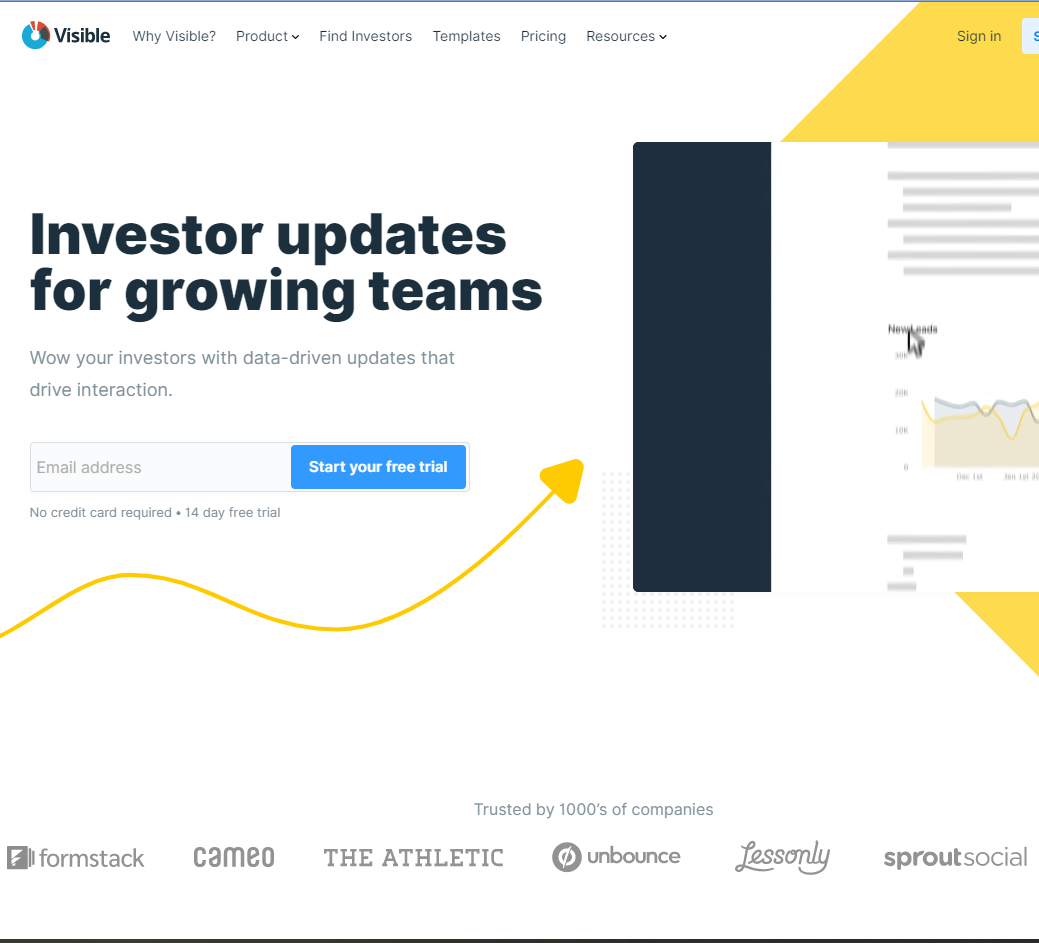 Visible
Why Visible?
Product
Find Investors
Templates
Pricing
Resources
Sign in
Investor updates
for growing teams
Wow your investors with data-driven updates that
drive interaction.
Email address
Start your free trial
No credit card required • 14 day free trial
New Leads
30K
20K
10K
0
Dec 1st
Jan 1st
Trusted by 1000's of companies
formstack
cameo
THE ATHLETIC
unbounce
Lessonly
sproutsocial